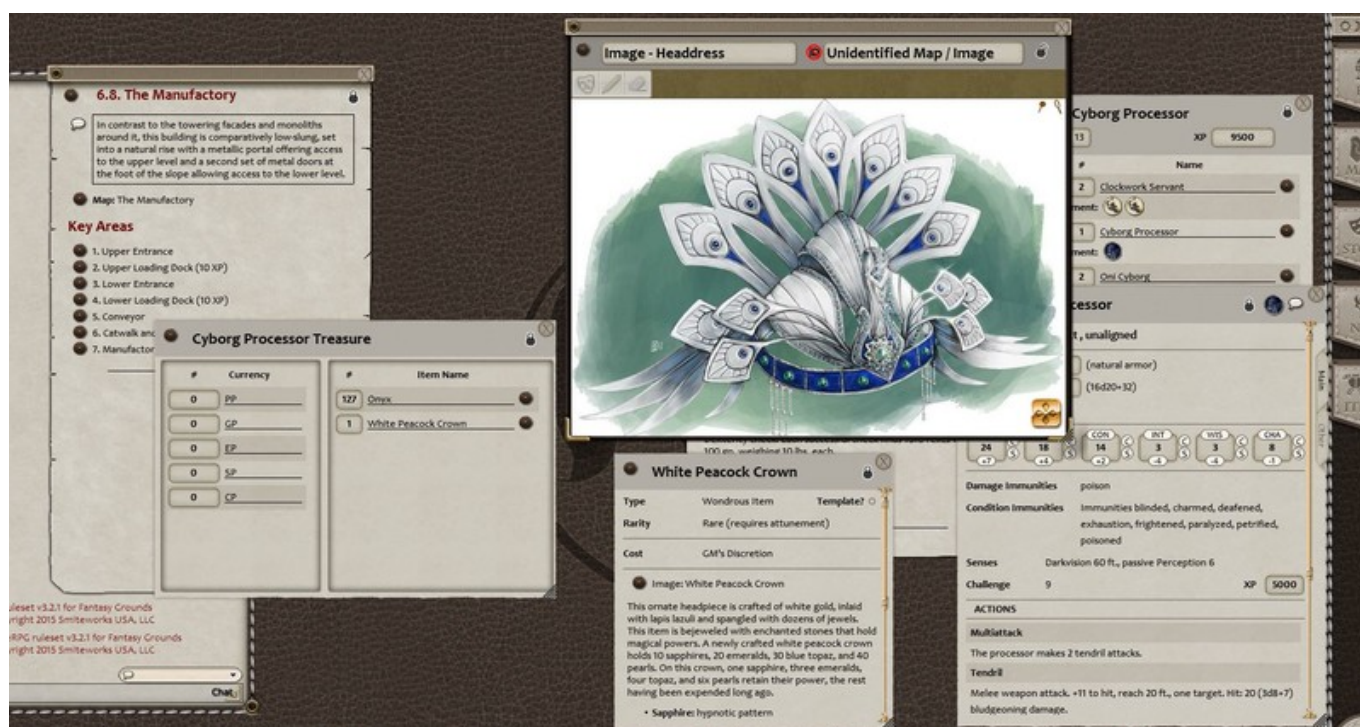 6.8. The Manufactory
In contrast to the towering facades and monoliths
around it, this building is comparatively low-slung, set
into a natural rise with a metallic portal offering access
to the upper level and a second set of metal doors at
the foot of the slope allowing access to the lower level.
Map: The Manufactory
Key Areas
1. Upper Entrance
2. Upper Loading Dock (10 XP)
3. Lower Entrance
4. Lower Loading Dock (10 XP)
5. Conveyor
6. Catwalk and
7. Manufactor
Cyborg Processor Treasure
# Currency
0 PP
0 GP
0 EP
0 SP
0 CP
# Item Name
127 Onyx
1 White Peacock Crown
uleset v3.2.1 for Fantasy Grounds
right 2015 Smiteworks USA, LLC
RPG ruleset v3.2.1 for Fantasy Grounds
right 2015 Smiteworks USA, LLC
Chat
Image - Headdress
Unidentified Map / Image
100 gp, weighing 10 lbs. each.
White Peacock Crown
Type Wondrous Item Template?
Rarity Rare (requires attunement)
Cost GM's Discretion
Image: White Peacock Crown
This ornate headpiece is crafted of white gold, inlaid
with lapis lazuli and spangled with dozens of jewels.
This item is bejeweled with enchanted stones that hold
magical powers. A newly crafted white peacock crown
holds 10 sapphires, 20 emeralds, 30 blue topaz, and 40
pearls. On this crown, one sapphire, three emeralds,
four topaz, and six pearls retain their power, the rest
having been expended long ago.
• Sapphire: hypnotic pattern
Cyborg Processor
13 XP 9500
# Name
2 Clockwork Servant
ment:
1 Cyborg Processor
ment:
2 Oni Cyborg
cessor
t, unaligned
(natural armor)
(16d20+32)
CON INT WIS CHA
24 18 14 3 3 8
+7 +4 +2 -4 -4 -1
Main
Other
Damage Immunities poison
Condition Immunities Immunities blinded, charmed, deafened,
exhaustion, frightened, paralyzed, petrified,
poisoned
Senses Darkvision 60 ft., passive Perception 6
Challenge 9 XP 5000
ACTIONS
Multiattack
The processor makes 2 tendril attacks.
Tendril
Melee weapon attack. +11 to hit, reach 20 ft., one target. Hit: 20 (3d8+7)
bludgeoning damage.